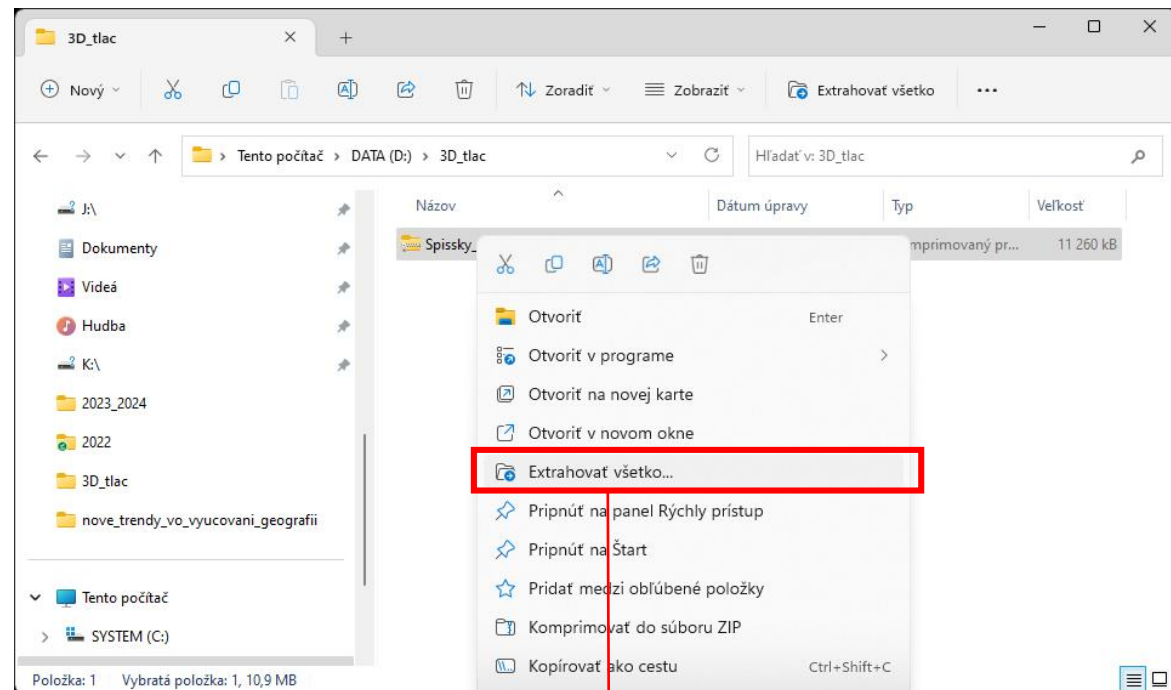 3D_tlac
Nový
Zoradiť
Zobraziť
Extrahovať všetko
Tento počítač > DATA (D:) > 3D_tlac
Hľadať v: 3D_tlac
Názov
Dátum úpravy
Typ
Veľkosť
J:\
Dokumenty
Videá
Hudba
K:\
2023_2024
2022
3D_tlac
nove_trendy_vo_vyucovani_geografii
Tento počítač
SYSTEM (C:)
Spissky_
mprimovaný pr...
11 260 kB
Otvoriť Enter
Otvoriť v programe
Otvoriť na novej karte
Otvoriť v novom okne
Extrahovať všetko...
Pripnúť na panel Rýchly prístup
Pripnúť na Štart
Pridať medzi obľúbené položky
Komprimovať do súboru ZIP
Kopírovať ako cestu Ctrl+Shift+C
Položka: 1 Vybratá položka: 1, 10,9 MB